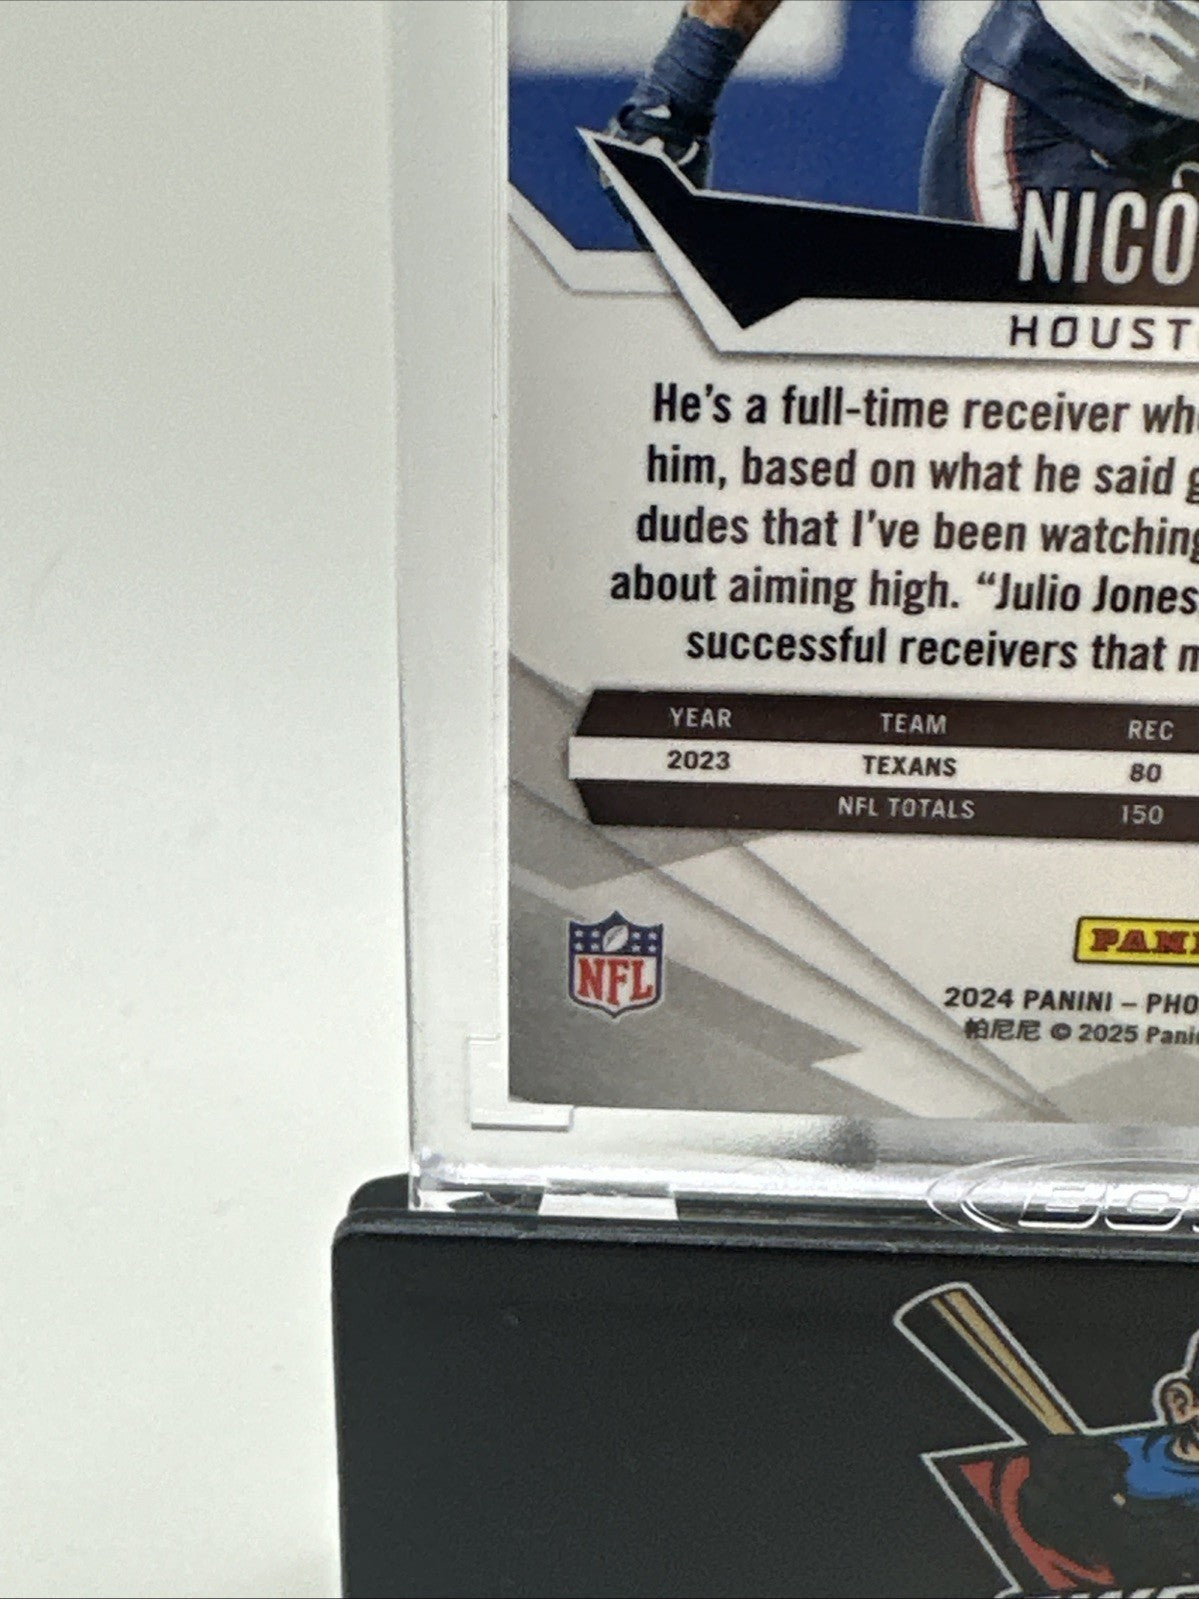 NICO
HOUST
He's a full-time receiver wh
him, based on what he said g
dudes that I've been watching
about aiming high. “Julio Jones
successful receivers that m
YEAR TEAM REC
2023 TEXANS 80
NFL TOTALS 150
NFL
PANI
2024 PANINI – PHO
帕尼尼 © 2025 Panin